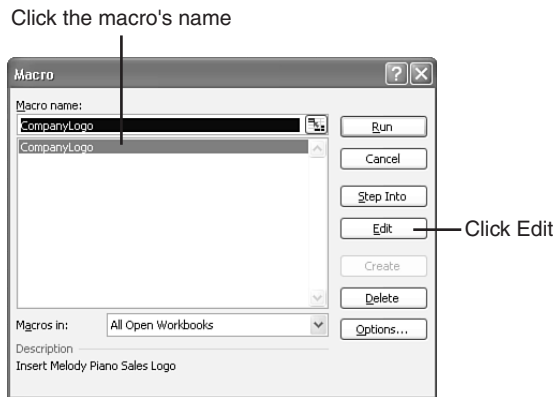 Click the macro's name
Macro
Macro name:
CompanyLogo
Run
CompanyLogo
Cancel
Step Into
Edit
Click Edit
Create
Delete
Macros in: All Open Workbooks
Options...
Description
Insert Melody Piano Sales Logo